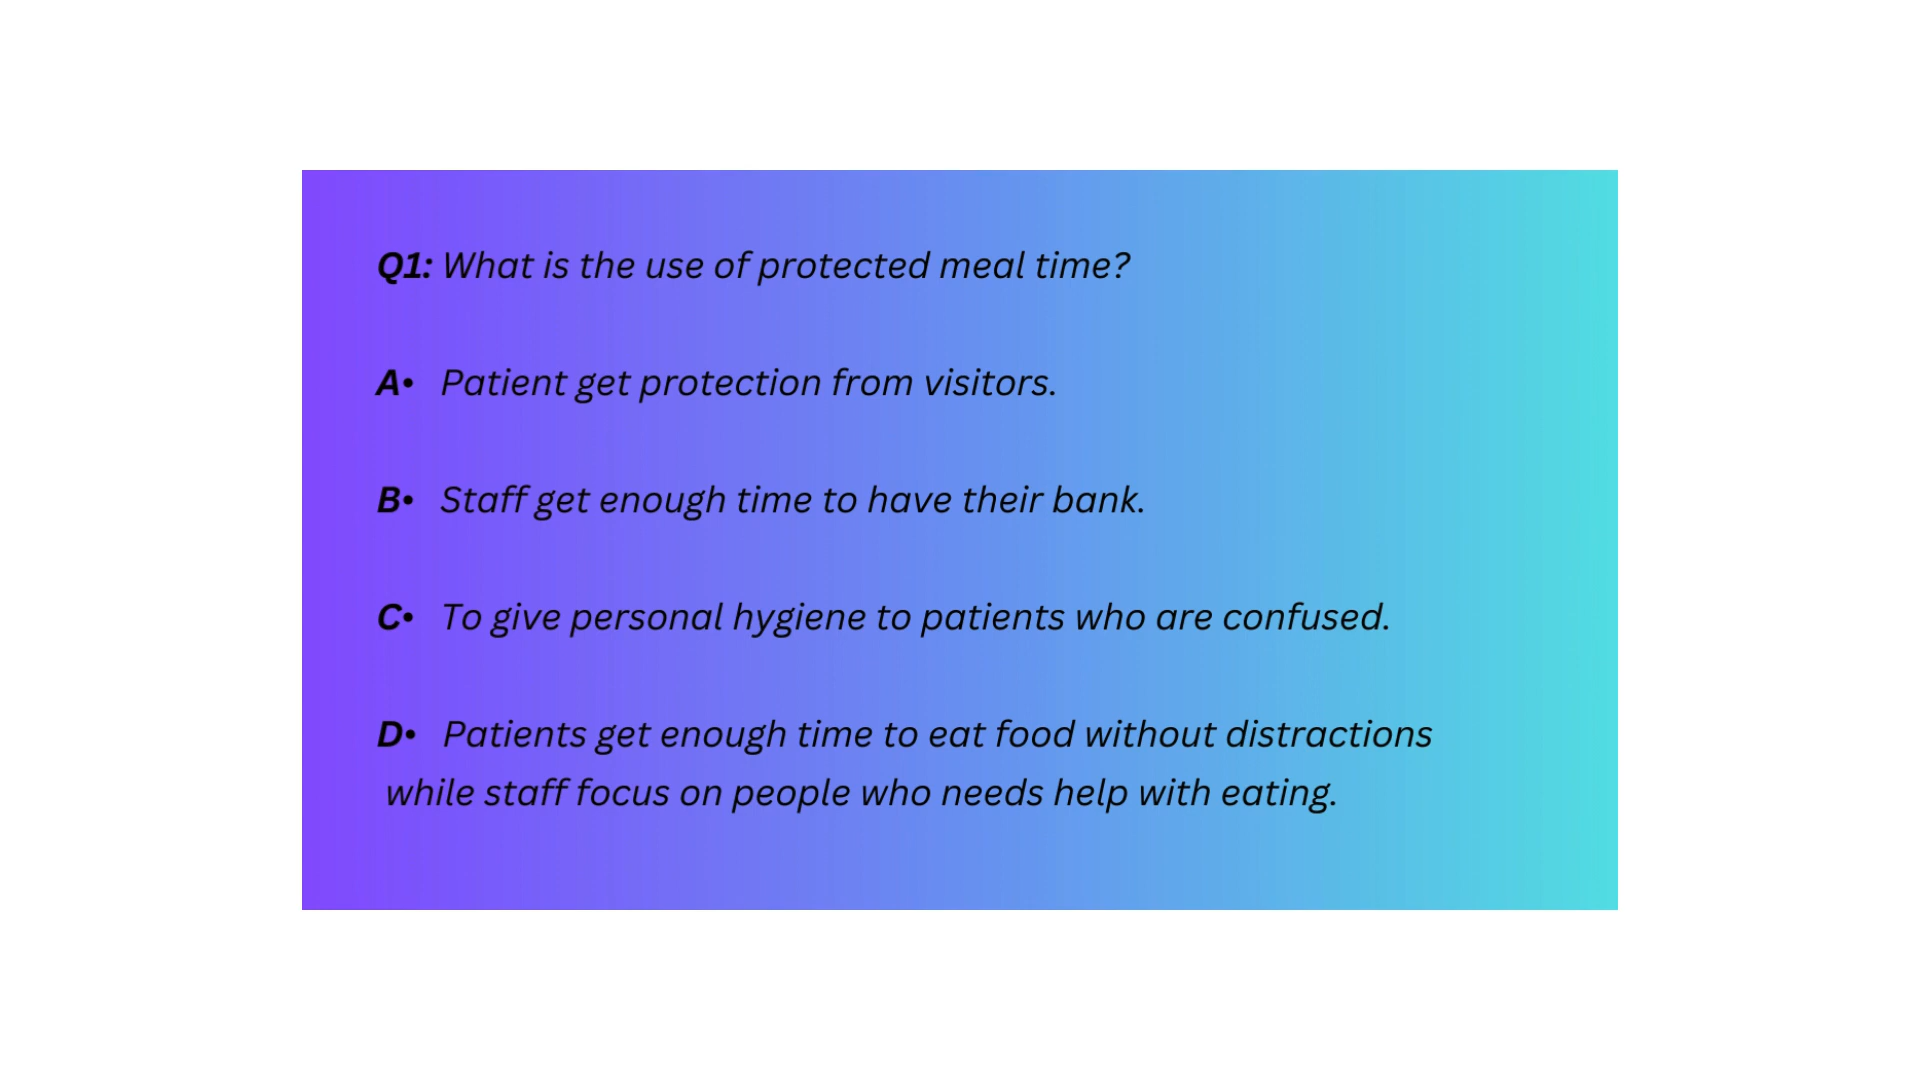 Q1: What is the use of protected meal time?
A• Patient get protection from visitors.
B• Staff get enough time to have their bank.
C• To give personal hygiene to patients who are confused.
D• Patients get enough time to eat food without distractions
while staff focus on people who needs help with eating.